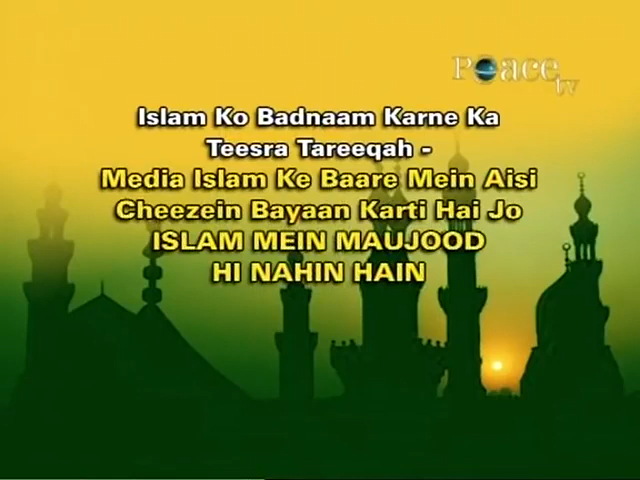 Peace
tv
Islam Ko Badnaam Karne Ka
Teesra Tareeqah -
Media Islam Ke Baare Mein Aisi
Cheezein Bayaan Karti Hai Jo
ISLAM MEIN MAUJOOD
HI NAHIN HAIN